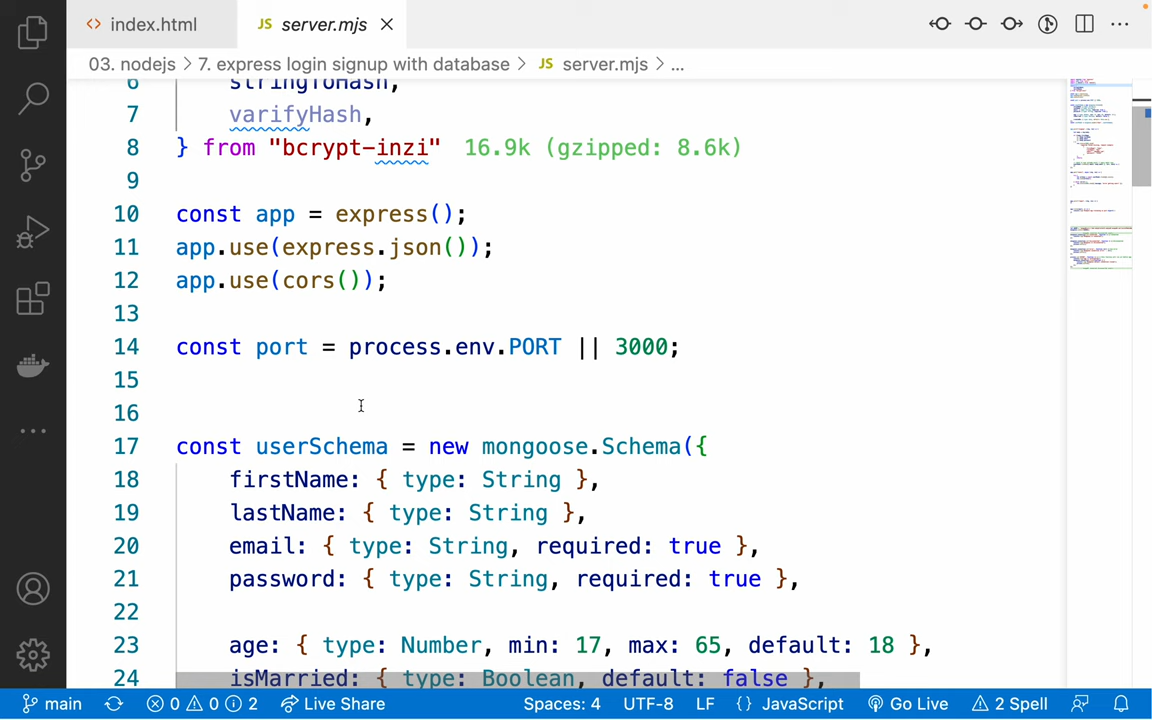 index.html
JS server.mjs
03. nodejs > 7. express login signup with database > JS server.mjs > ...
6 stringToHash,
7 varifyHash,
8 } from "bcrypt-inzi" 16.9k (gzipped: 8.6k)
9
10 const app = express();
11 app.use(express.json());
12 app.use(cors());
13
14 const port = process.env.PORT || 3000;
15
16
17 const userSchema = new mongoose.Schema({
18 firstName: { type: String },
19 lastName: { type: String },
20 email: { type: String, required: true },
21 password: { type: String, required: true },
22
23 age: { type: Number, min: 17, max: 65, default: 18 },
24 isMarried: { type: Boolean, default: false },
main 0 0 2 Live Share Spaces: 4 UTF-8 LF {} JavaScript Go Live 2 Spell